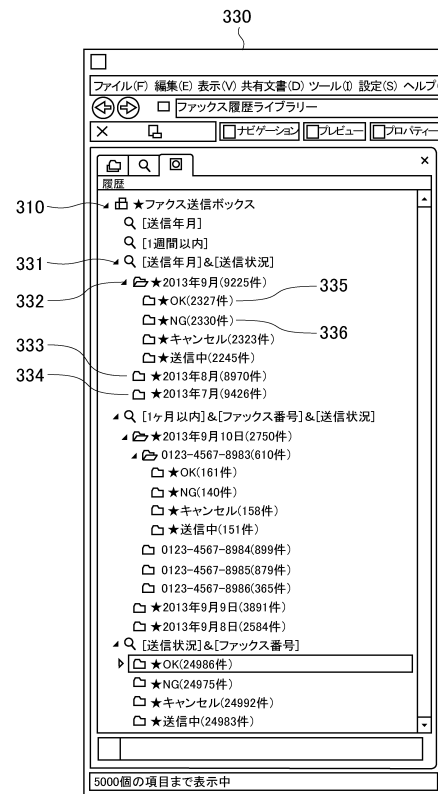 330
ファイル(F) 編集(E) 表示(V) 共有文書(D) ツール(I) 設定(S) ヘルプ(
ファックス履歴ライブラリー
ナビゲーション プレビュー プロパティー
履歴
310 ★ファクス送信ボックス
[送信年月]
[1週間以内]
331 [送信年月]&[送信状況]
332 ★2013年9月(9225件)
★OK(2327件) 335
★NG(2330件) 336
★キャンセル(2323件)
★送信中(2245件)
333 ★2013年8月(8970件)
334 ★2013年7月(9426件)
[1ヶ月以内]&[ファックス番号]&[送信状況]
★2013年9月10日(2750件)
0123-4567-8983(610件)
★OK(161件)
★NG(140件)
★キャンセル(158件)
★送信中(151件)
0123-4567-8984(899件)
0123-4567-8985(879件)
0123-4567-8986(365件)
★2013年9月9日(3891件)
★2013年9月8日(2584件)
[送信状況]&[ファックス番号]
★OK(24986件)
★NG(24975件)
★キャンセル(24992件)
★送信中(24983件)
5000個の項目まで表示中